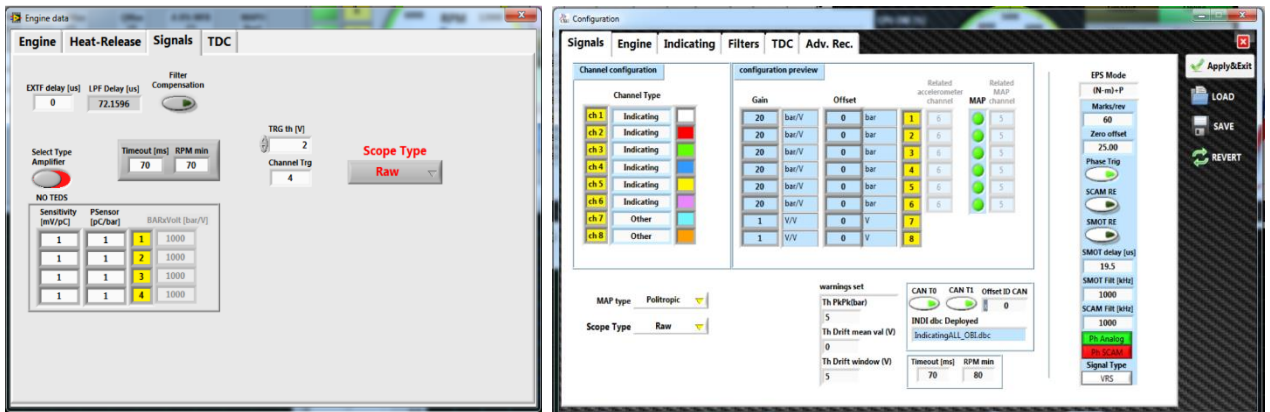 Engine data
Engine Heat-Release Signals TDC
Filter
Compensation
EXTF delay [us] LPF Delay [us]
0 72.1596
TRG th [V]
2
Select Type
Amplifier
Timeout [ms] RPM min
70 70
Channel Trg
4
Scope Type
Raw
NO TEDS
Sensitivity
[mV/pC]
PSensor
[pC/bar]
BARxVolt [bar/V]
1 1 1 1000
1 1 2 1000
1 1 3 1000
1 1 4 1000
Configuration
Signals Engine Indicating Filters TDC Adv. Rec.
Channel configuration
Channel Type
ch 1 Indicating
ch 2 Indicating
ch 3 Indicating
ch 4 Indicating
ch 5 Indicating
ch 6 Indicating
ch 7 Other
ch 8 Other
configuration preview
Gain Offset
Related
accelerometer
channel
MAP
Related
MAP
channel
20 bar/V 0 bar 1 6 5
20 bar/V 0 bar 2 6 5
20 bar/V 0 bar 3 6 5
20 bar/V 0 bar 4 6 5
20 bar/V 0 bar 5 6 5
20 bar/V 0 bar 6 6 5
1 V/V 0 V 7
1 V/V 0 V 8
MAP type Politropic
Scope Type Raw
warnings set
Th PkPk(bar)
5
Th Drift mean val (V)
0
Th Drift window (V)
5
CAN T0 CAN T1 Offset ID CAN
0
INDI dbc Deployed
IndicatingALL_OBI.dbc
Timeout [ms] RPM min
70 80
EPS Mode
(N-m)+P
Marks/rev
60
Zero offset
25.00
Phase Trig
SCAM RE
SMOT RE
SMOT delay [us]
19.5
SMOT Filt [kHz]
1000
SCAM Filt [kHz]
1000
Ph Analog
Ph SCAM
Signal Type
VRS
Apply&Exit
LOAD
SAVE
REVERT